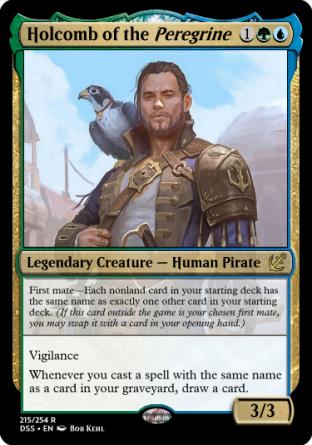 Holcomb of the Peregrine 1
Legendary Creature — Human Pirate
First mate—Each nonland card in your starting deck has
the same name as exactly one other card in your starting
deck. (If this card outside the game is your chosen first mate,
you may swap it with a card in your opening hand.)
Vigilance
Whenever you cast a spell with the same name
as a card in your graveyard, draw a card.
3/3
215/254 R
DSS • EN Bob Kehl